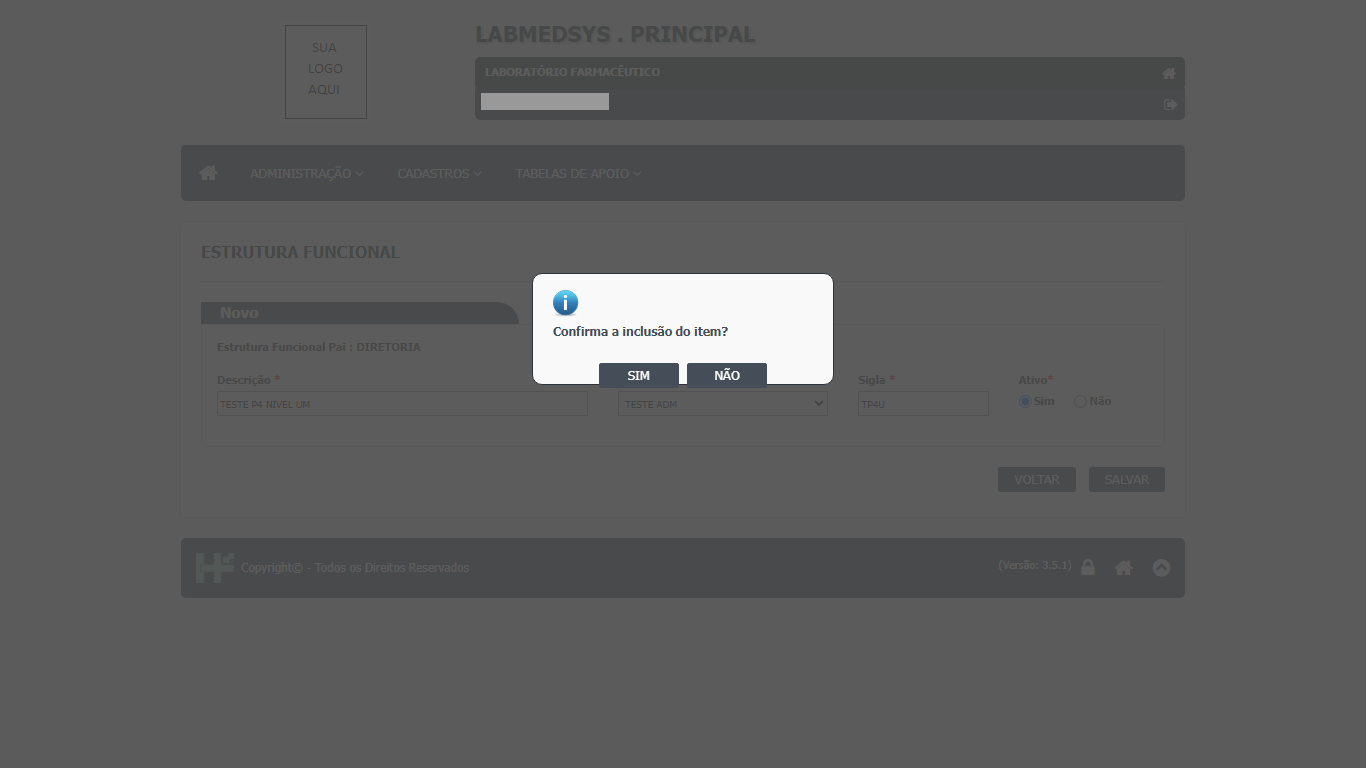 SUA
LOGO
AQUI
LABMEDSYS . PRINCIPAL
LABORATÓRIO FARMACÊUTICO
ADMINISTRAÇÃO
CADASTROS
TABELAS DE APOIO
ESTRUTURA FUNCIONAL
Novo
Estrutura Funcional Pai : DIRETORIA
Confirma a inclusão do item?
SIM
NÃO
Descrição *
Sigla *
Ativo*
TESTE P4 NIVEL UM
TESTE ADM
TP4U
Sim
Não
VOLTAR
SALVAR
Copyright© - Todos os Direitos Reservados
(Versão: 3.5.1)